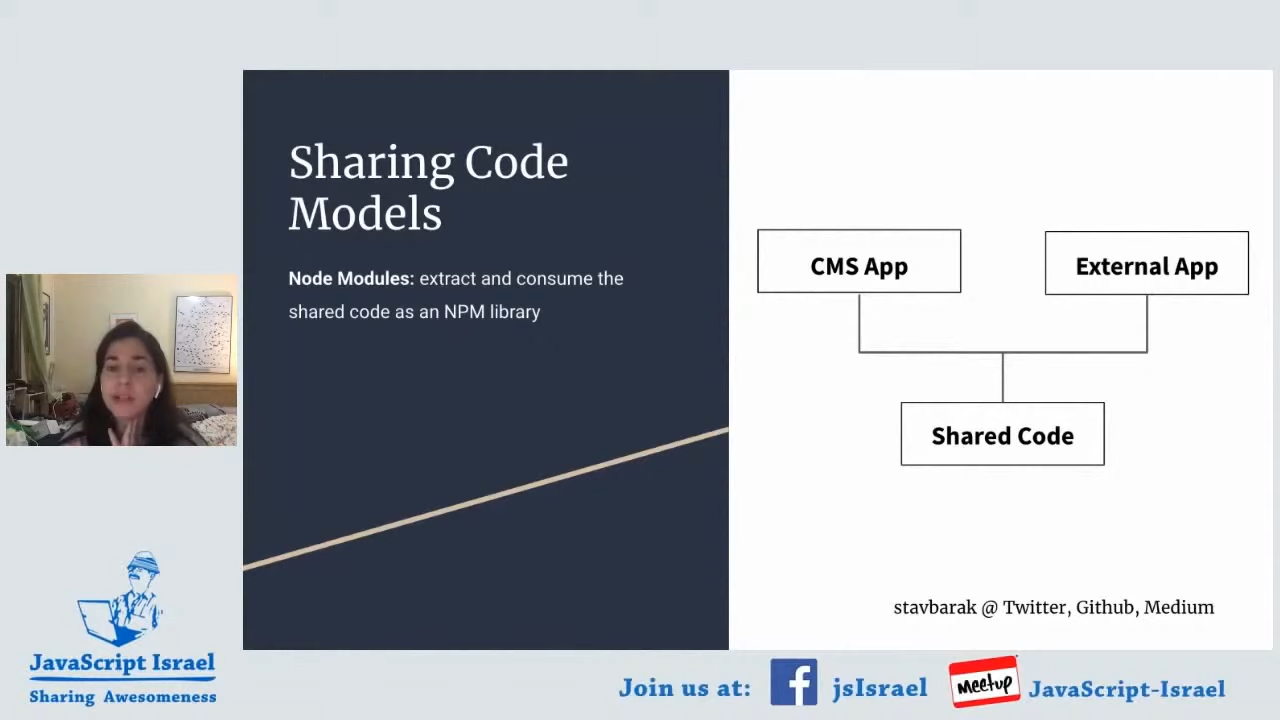 Sharing Code
Models
Node Modules: extract and consume the
shared code as an NPM library
CMS App
External App
Shared Code
stavbarak @ Twitter, Github, Medium
JavaScript Israel
Sharing Awesomeness
Join us at:
f
jsIsrael
meetup
JavaScript-Israel